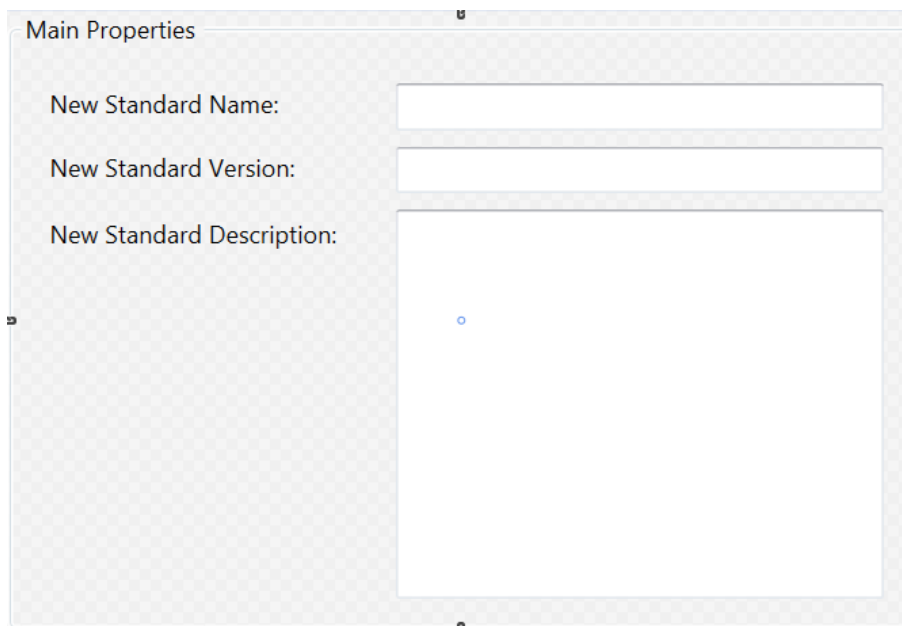 Main Properties
New Standard Name:
New Standard Version:
New Standard Description: